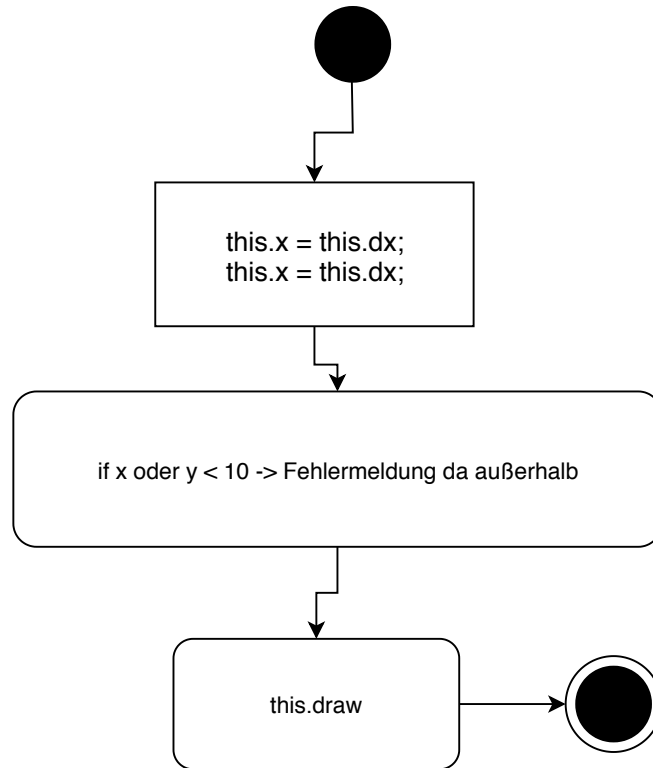 this.x = this.dx;
this.x = this.dx;
if x oder y < 10 -> Fehlermeldung da außerhalb
this.draw